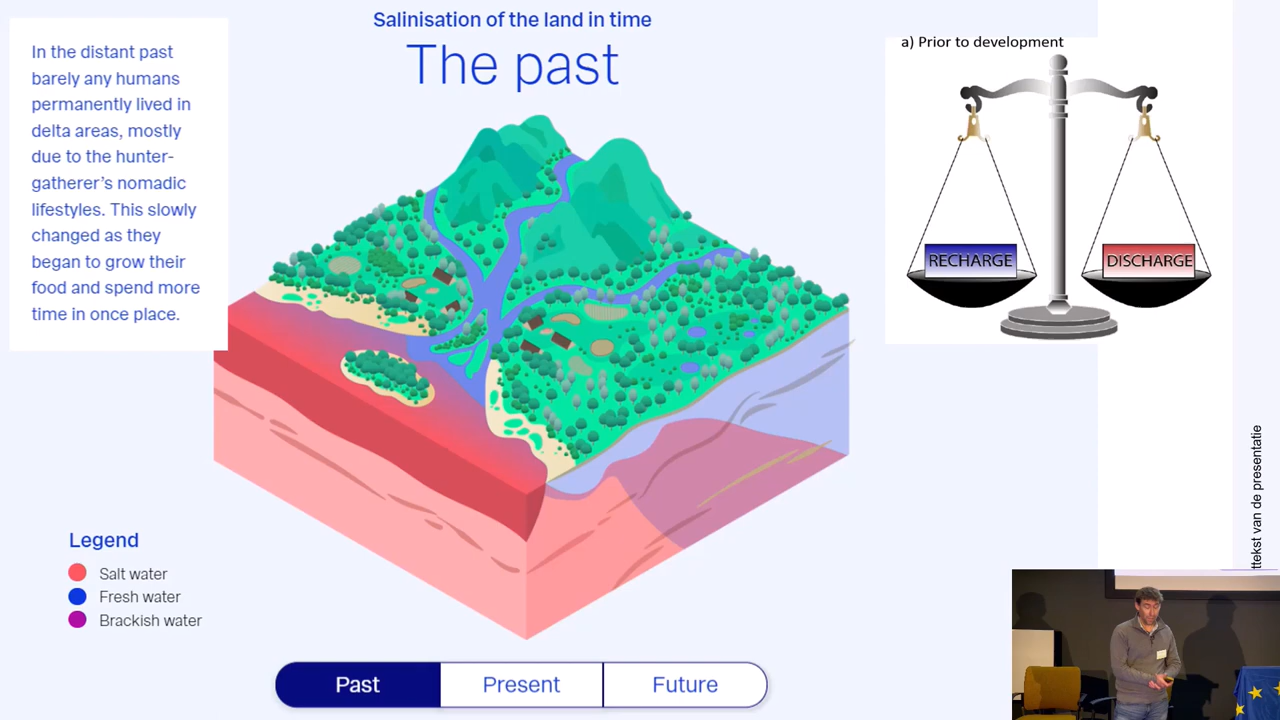 Salinisation of the land in time
The past
In the distant past
barely any humans
permanently lived in
delta areas, mostly
due to the hunter-
gatherer's nomadic
lifestyles. This slowly
changed as they
began to grow their
food and spend more
time in once place.
a) Prior to development
RECHARGE
DISCHARGE
Legend
Salt water
Fresh water
Brackish water
Past
Present
Future
ttekst van de presentatie